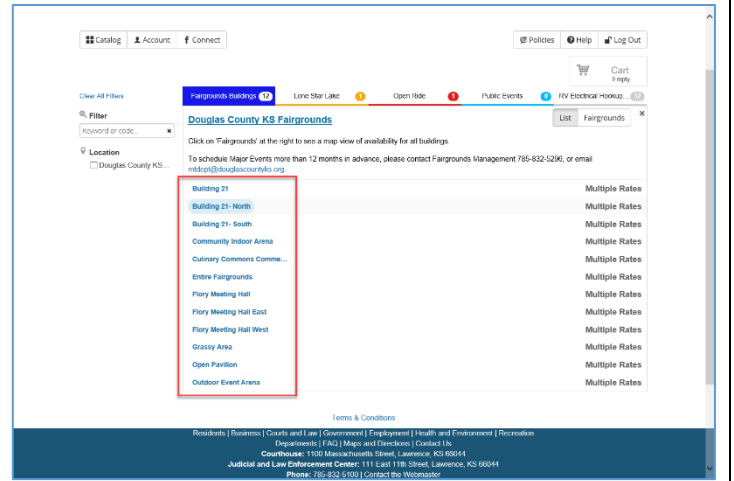 Catalog Account Connect Policies Help Log Out
Cart
Empty
Clear All Filters
Fairgrounds Buildings 12 Lone Star Lake 1 Open Ride 1 Public Events RV Electrical Hookup...
Filter
Keyword or code...
Location
Douglas County KS...
Douglas County KS Fairgrounds
List Fairgrounds
Click on 'Fairgrounds' at the right to see a map view of availability for all buildings.
To schedule Major Events more than 12 months in advance, please contact Fairgrounds Management 785-832-5296, or email
mtdept@douglascountyks.org.
Building 21 Multiple Rates
Building 21- North Multiple Rates
Building 21- South Multiple Rates
Community Indoor Arena Multiple Rates
Culinary Commons Comme... Multiple Rates
Entire Fairgrounds Multiple Rates
Flory Meeting Hall Multiple Rates
Flory Meeting Hall East Multiple Rates
Flory Meeting Hall West Multiple Rates
Grassy Area Multiple Rates
Open Pavilion Multiple Rates
Outdoor Event Arena Multiple Rates
Terms & Conditions
Residents | Business | Courts and Law | Government | Employment | Health and Environment | Recreation
Departments | FAQ | Maps and Directions | Contact Us
Courthouse: 1100 Massachusetts Street, Lawrence, KS 66044
Judicial and Law Enforcement Center: 111 East 11th Street, Lawrence, KS 66044
Phone: 785-832-5100 | Contact the Webmaster